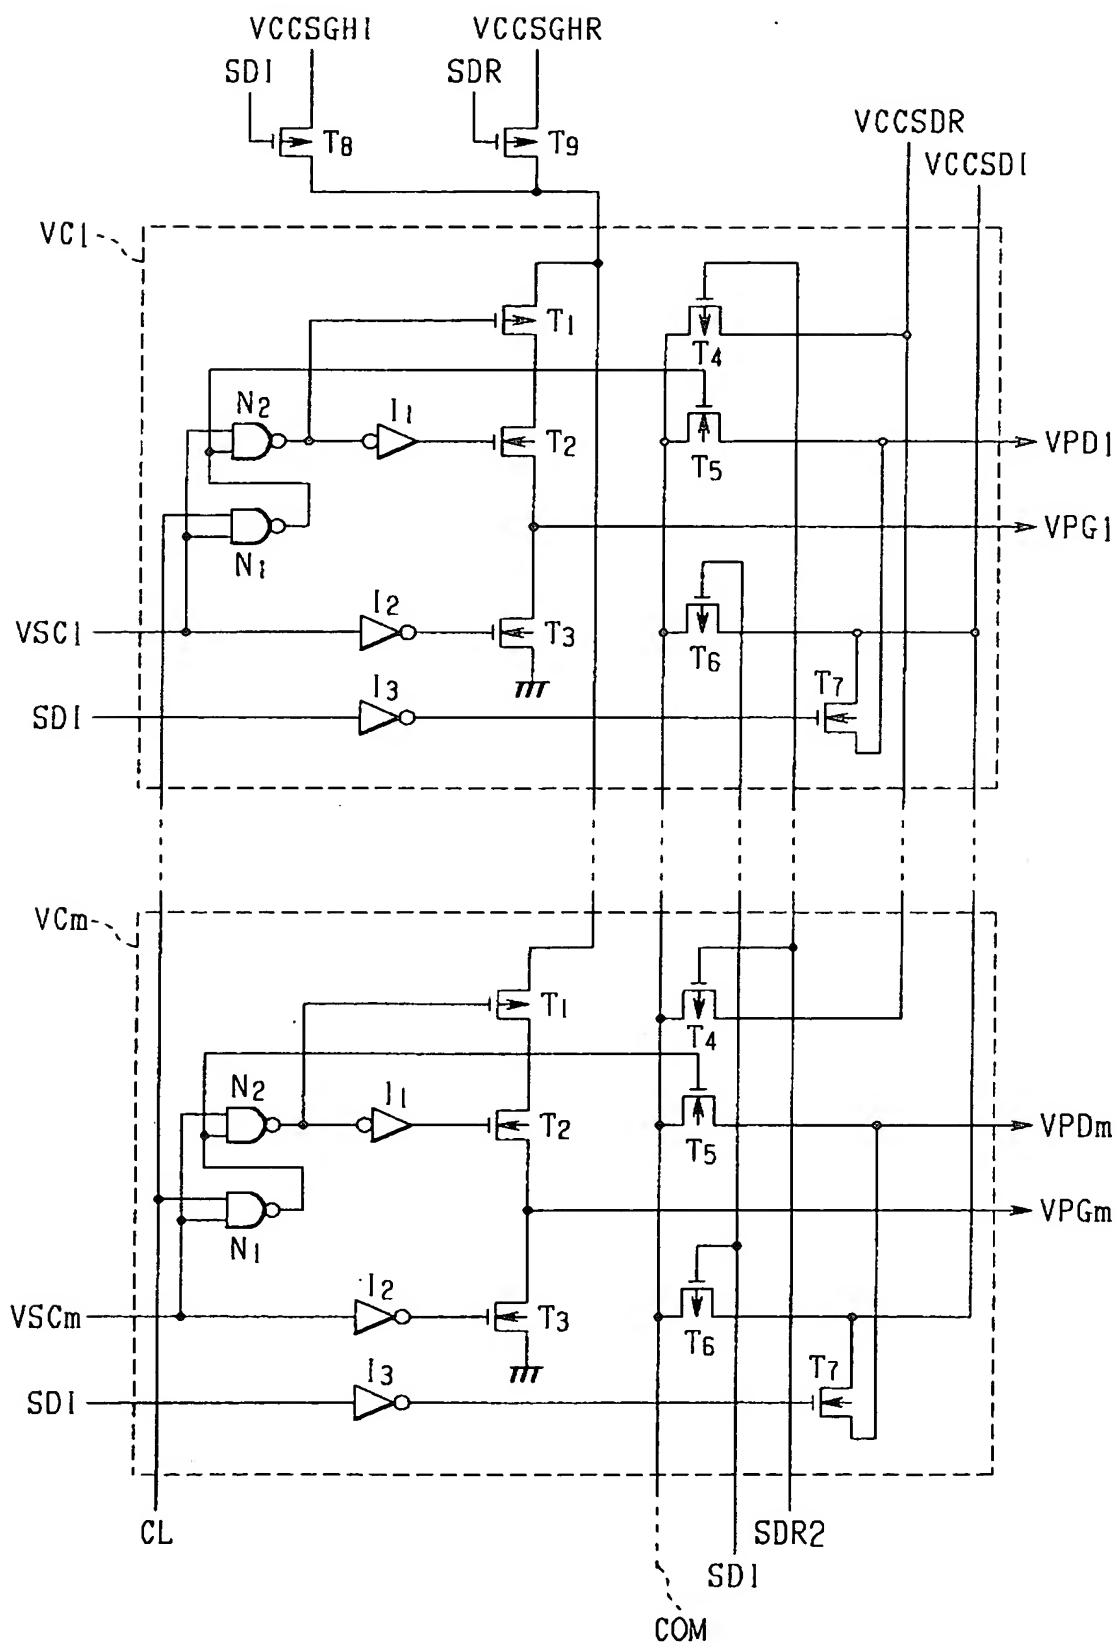 VCCSGHI VCCSGHR
SDI SDR
T8 T9
VCCSDR
VCCSDI
VC1
T1
T4
N2 I1
T2
T5
VPD1
VPG1
N1
I2
VSC1
T3
T6
I3
T7
SDI
VCm
T1
T4
N2 I1
T2
T5
VPDm
VPGm
N1
I2
VSCm
T3
T6
I3
T7
SDI
CL
SDR2
SDI
COM